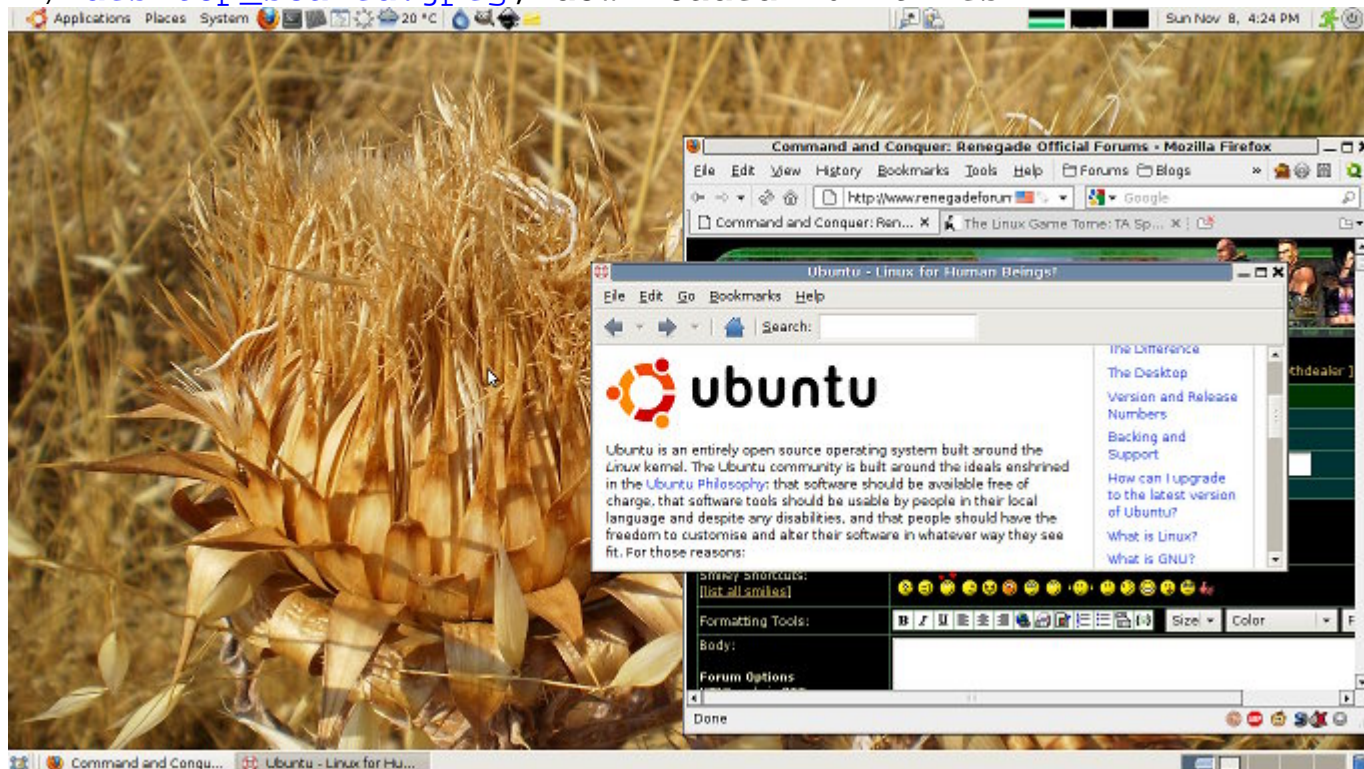 Applications Places System 20 °C Sun Nov 8, 4:24 PM
Command and Conquer: Renegade Official Forums - Mozilla Firefox
File Edit View History Bookmarks Tools Help Forums Blogs »
http://www.renegadeforum Google
Command and Conquer: Ren... The Linux Game Tome: TA Sp...
Ubuntu - Linux for Human Beings!
File Edit Go Bookmarks Help
Search:
ubuntu
Ubuntu is an entirely open source operating system built around the
Linux kernel. The Ubuntu community is built around the ideals enshrined
in the Ubuntu Philosophy: that software should be available free of
charge, that software tools should be usable by people in their local
language and despite any disabilities, and that people should have the
freedom to customise and alter their software in whatever way they see
fit. For those reasons:
The Difference
The Desktop
Version and Release
Numbers
Backing and
Support
How can I upgrade
to the latest version
of Ubuntu?
What is Linux?
What is GNU?
thdealer ]
Smiley Shortcuts:
[list all smilies]
Formatting Tools: B I U Size Color F
Body:
Forum Options
Done
Command and Conqu... Ubuntu - Linux for Hu...